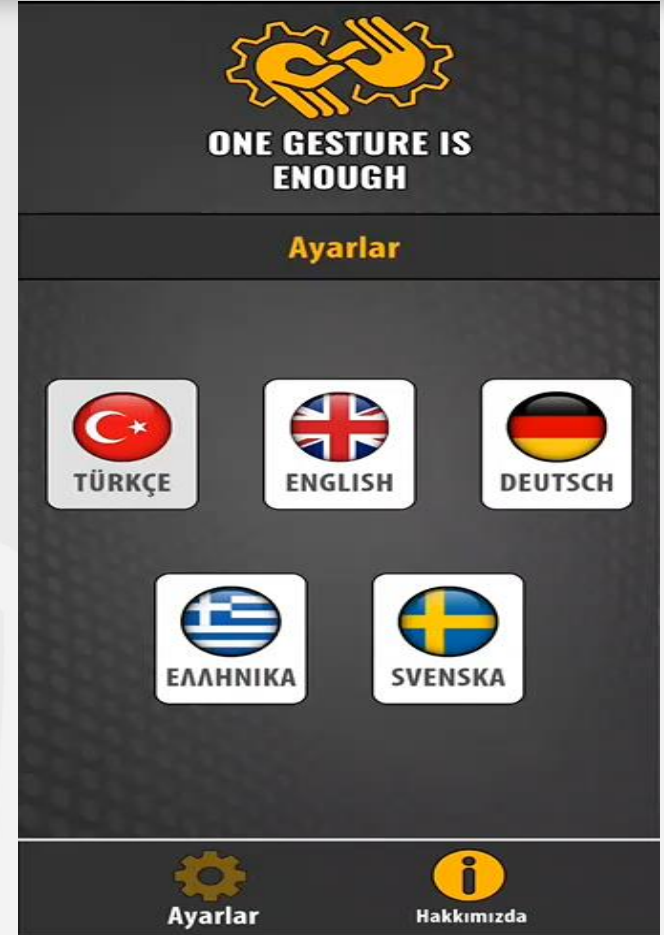 ONE GESTURE IS
ENOUGH
Ayarlar
TÜRKÇE
ENGLISH
DEUTSCH
ΕΛΛΗΝΙΚΑ
SVENSKA
Ayarlar
Hakkımızda